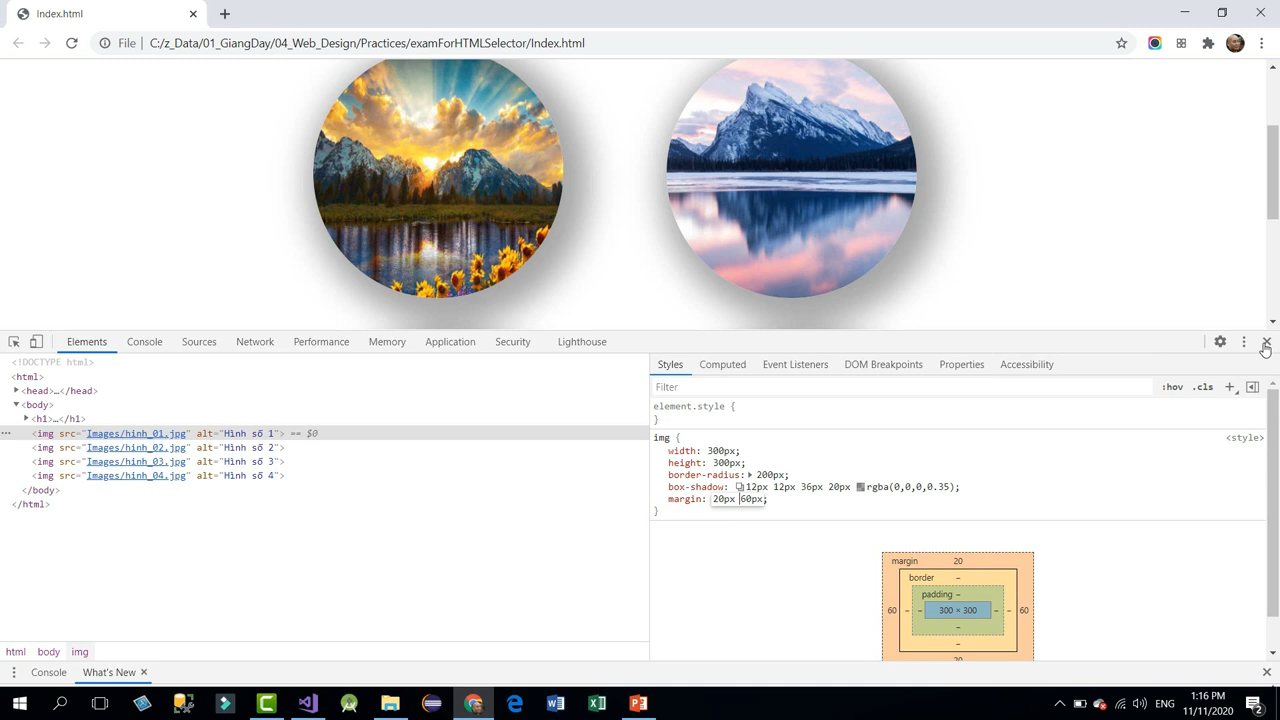 Index.html
File C:/z_Data/01_GiangDay/04_Web_Design/Practices/examForHTMLSelector/Index.html
Elements Console Sources Network Performance Memory Application Security Lighthouse
<!DOCTYPE html>
<html>
<head>…</head>
<body>
<h1>…</h1>
<img src="Images/hinh_01.jpg" alt="Hình số 1"> == $0
<img src="Images/hinh_02.jpg" alt="Hình số 2">
<img src="Images/hinh_03.jpg" alt="Hình số 3">
<img src="Images/hinh_04.jpg" alt="Hình số 4">
</body>
</html>
html body img
Styles Computed Event Listeners DOM Breakpoints Properties Accessibility
Filter :hov .cls
element.style {
}
img { <style>
width: 300px;
height: 300px;
border-radius: 200px;
box-shadow: 12px 12px 36px 20px rgba(0,0,0,0.35);
margin: 20px 60px;
}
margin 20
border –
padding –
60 – – 300 × 300 – – 60
–
–
20
Console What's New
ENG
1:16 PM
11/11/2020
2